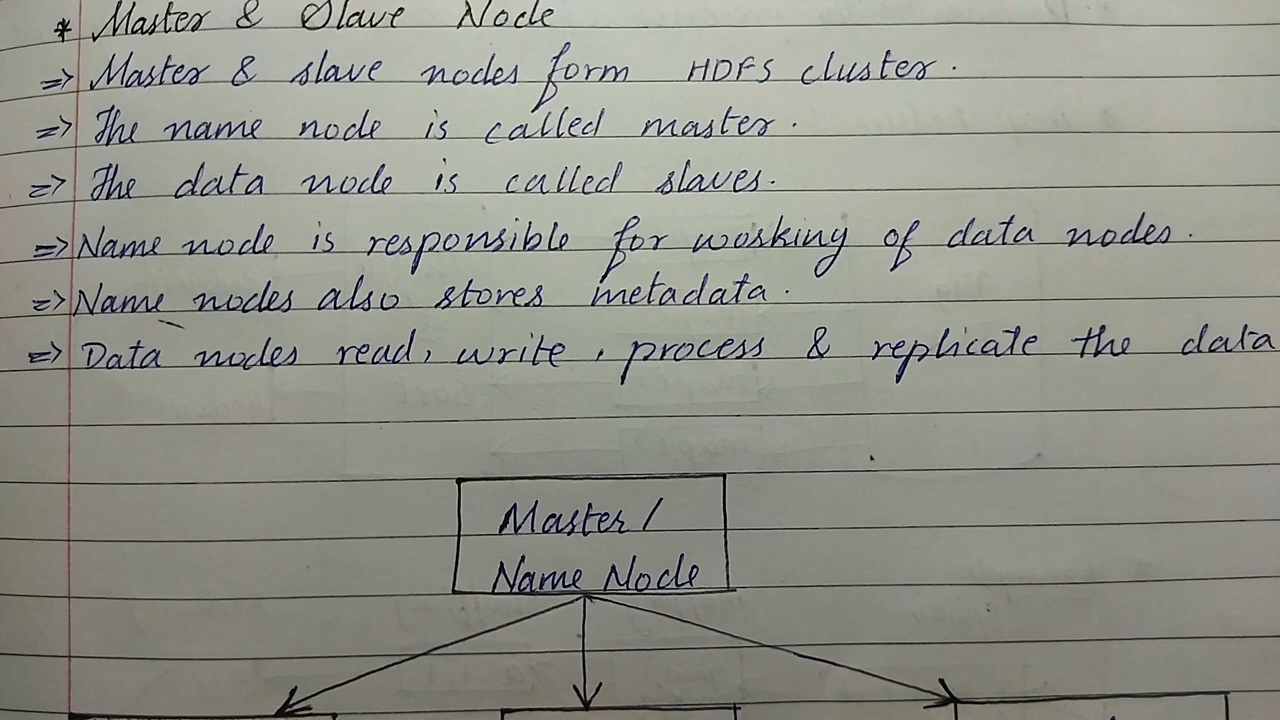 * Master & Slave Node
=> Master & slave nodes form HDFS cluster.
=> The name node is called master.
=> The data node is called slaves.
=> Name node is responsible for working of data nodes.
=> Name nodes also stores metadata.
=> Data nodes read, write, process & replicate the data
Master /
Name Node